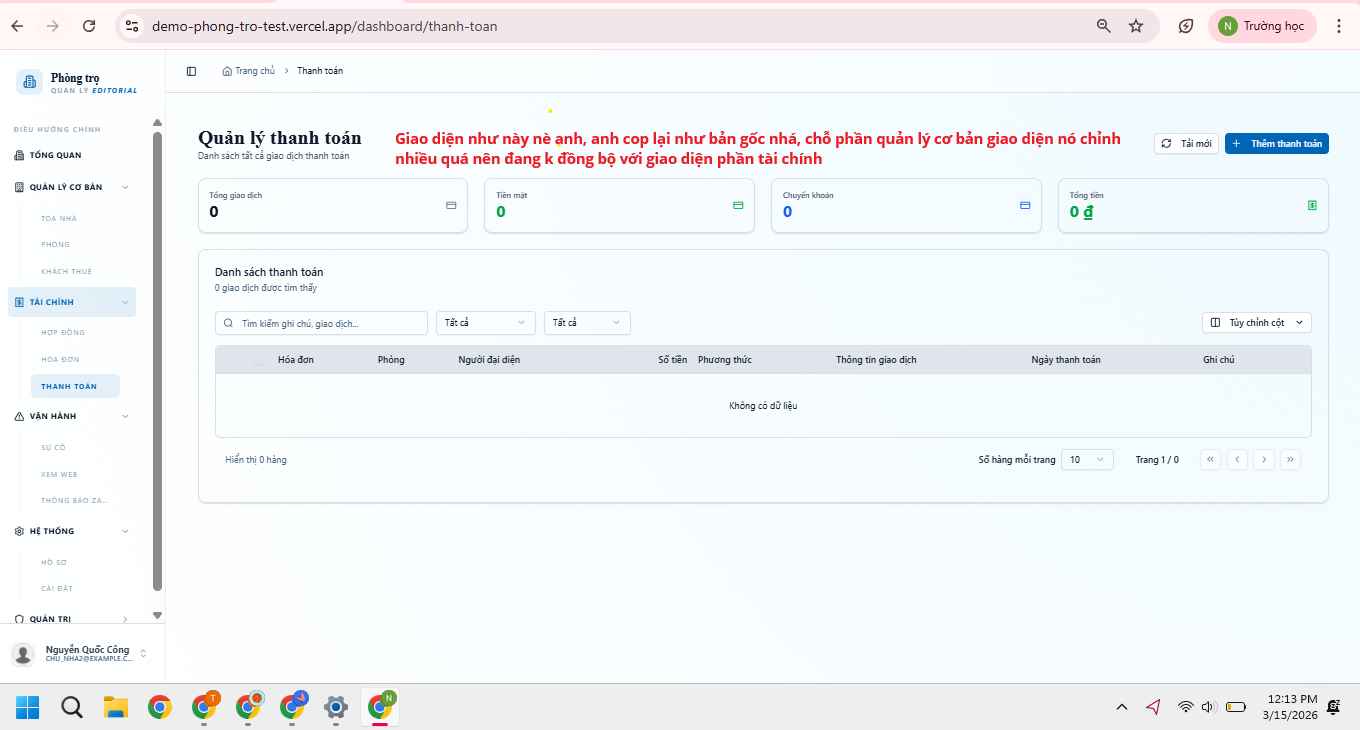 demo-phong-tro-test.vercel.app/dashboard/thanh-toan
N
Trường học
Phòng trọ
QUẢN LÝ EDITORIAL
Trang chủ
Thanh toán
ĐIỀU HƯỚNG CHÍNH
TỔNG QUAN
QUẢN LÝ CƠ BẢN
TÒA NHÀ
PHÒNG
KHÁCH THUÊ
TÀI CHÍNH
HỢP ĐỒNG
HÓA ĐƠN
THANH TOÁN
VẬN HÀNH
SỰ CỐ
XEM WEB
THÔNG BÁO ZA...
HỆ THỐNG
HỒ SƠ
CÀI ĐẶT
QUẢN TRỊ
Nguyễn Quốc Công
CHU_NHA2@EXAMPLE.C...
Quản lý thanh toán
Danh sách tất cả giao dịch thanh toán
Giao diện như này nè anh, anh cop lại như bản gốc nhá, chỗ phần quản lý cơ bản giao diện nó chỉnh
nhiều quá nên đang k đồng bộ với giao diện phần tài chính
Tải mới
Thêm thanh toán
Tổng giao dịch
0
Tiền mặt
0
Chuyển khoản
0
Tổng tiền
0 ₫
Danh sách thanh toán
0 giao dịch được tìm thấy
Tìm kiếm ghi chú, giao dịch...
Tất cả
Tất cả
Tùy chỉnh cột
Hóa đơn Phòng Người đại diện Số tiền Phương thức Thông tin giao dịch Ngày thanh toán Ghi chú
Không có dữ liệu
Hiển thị 0 hàng
Số hàng mỗi trang 10
Trang 1 / 0
T
N
12:13 PM
3/15/2026